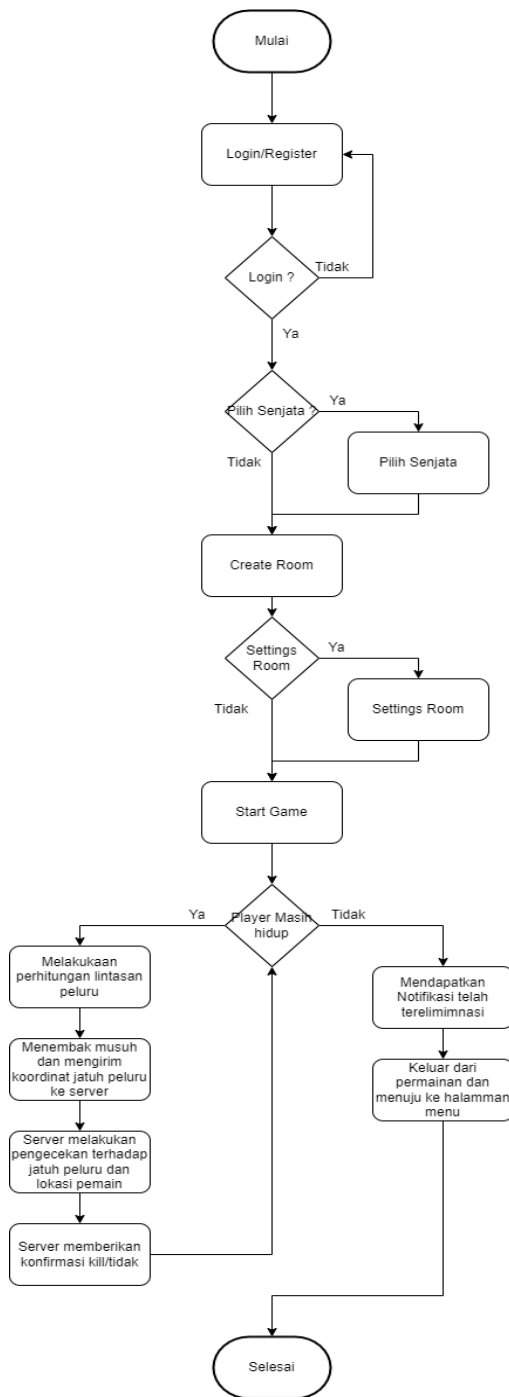 Mulai
Login/Register
Login ?
Tidak
Ya
Pilih Senjata ?
Ya
Pilih Senjata
Tidak
Create Room
Settings
Room
Ya
Settings Room
Tidak
Start Game
Player Masih
hidup
Ya
Tidak
Melakukaan
perhitungan lintasan
peluru
Menembak musuh
dan mengirim
koordinat jatuh peluru
ke server
Server melakukan
pengecekan terhadap
jatuh peluru dan
lokasi pemain
Server memberikan
konfirmasi kill/tidak
Mendapatkan
Notifikasi telah
terelimimnasi
Keluar dari
permainan dan
menuju ke halamman
menu
Selesai